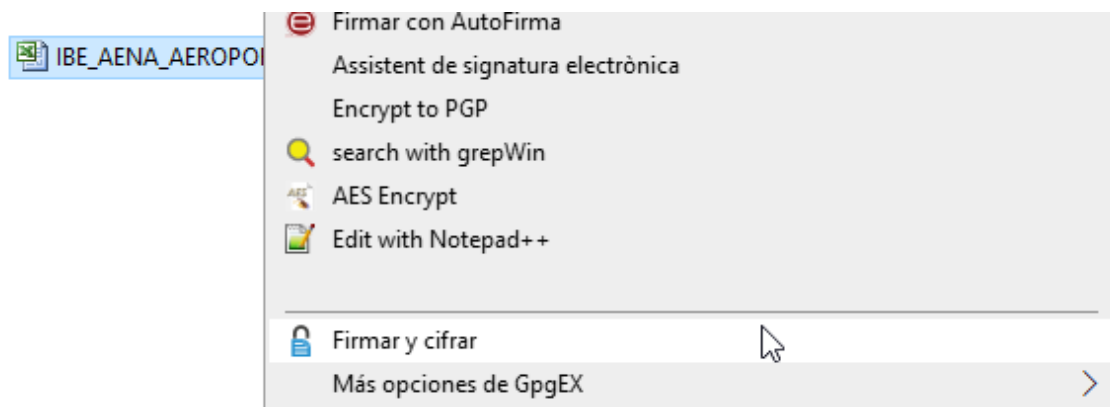 Firmar con AutoFirma
IBE_AENA_AEROPO
Assistent de signatura electrònica
Encrypt to PGP
search with grepWin
AES Encrypt
Edit with Notepad++
Firmar y cifrar
Más opciones de GpgEX